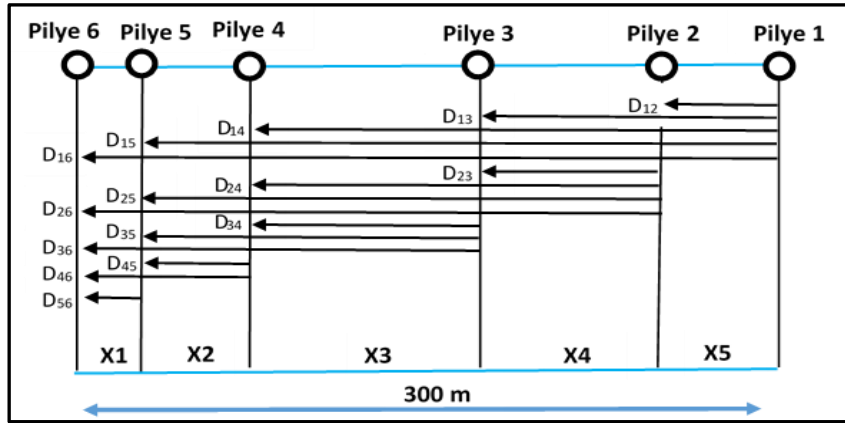 Pilye 6 Pilye 5 Pilye 4 Pilye 3 Pilye 2 Pilye 1
D12
D13
D14
D15
D16
D23
D24
D25
D26
D34
D35
D36
D45
D46
D56
X1 X2 X3 X4 X5
300 m